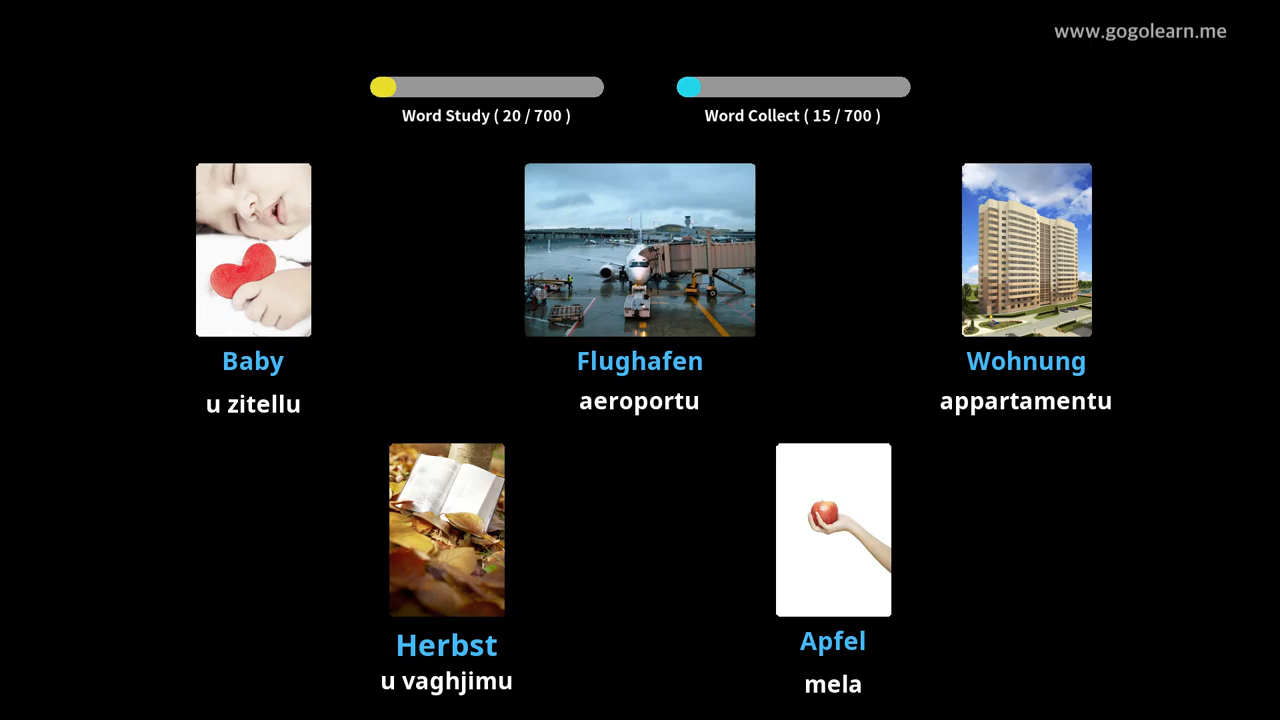 www.gogolearn.me
Word Study ( 20 / 700 )
Word Collect ( 15 / 700 )
Baby
Flughafen
Wohnung
u zitellu
aeroportu
appartamentu
Herbst
Apfel
u vaghjimu
mela